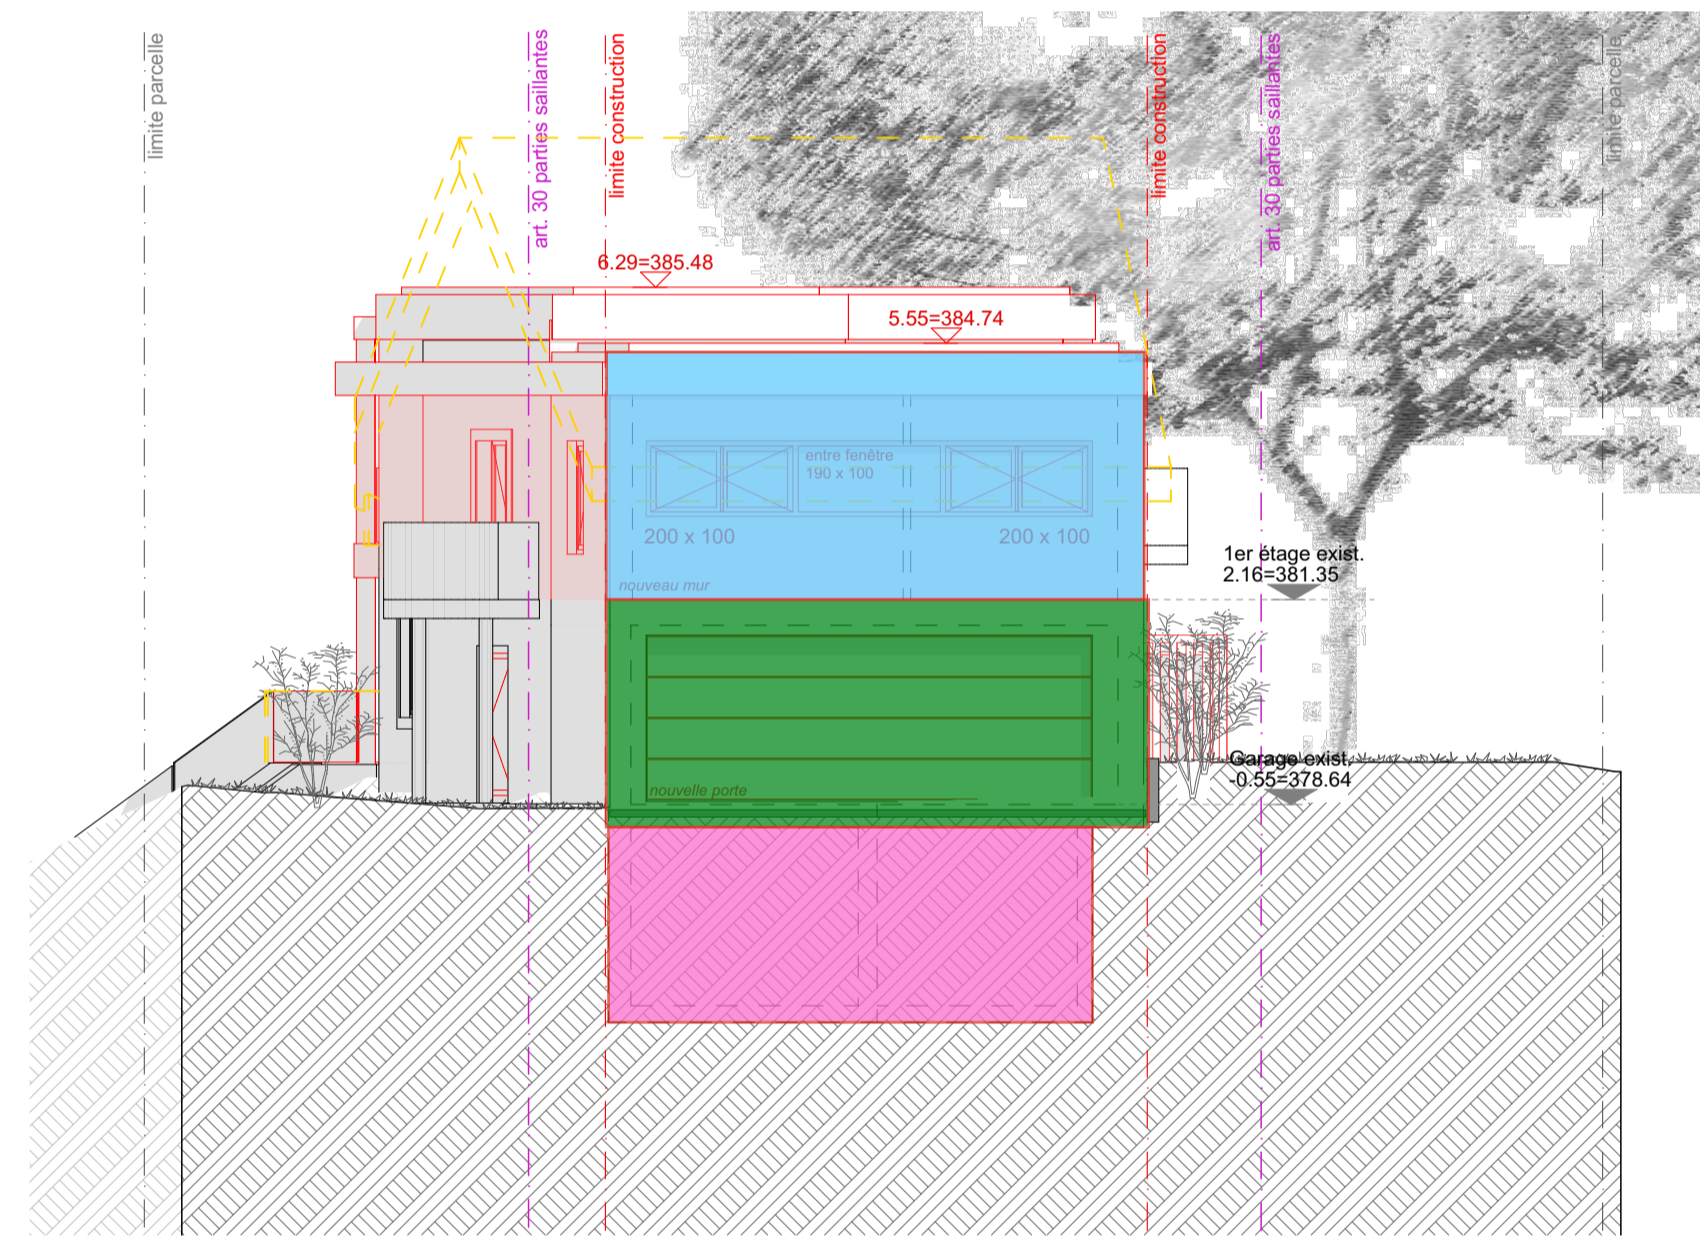 limite parcelle
art. 30 parties saillantes
limite construction
limite construction
art. 30 parties saillantes
limite parcelle
6.29=385.48
5.55=384.74
entre fenêtre
190 x 100
200 x 100
200 x 100
nouveau mur
1er étage exist.
2.16=381.35
Garage exist.
-0.55=378.64
nouvelle porte